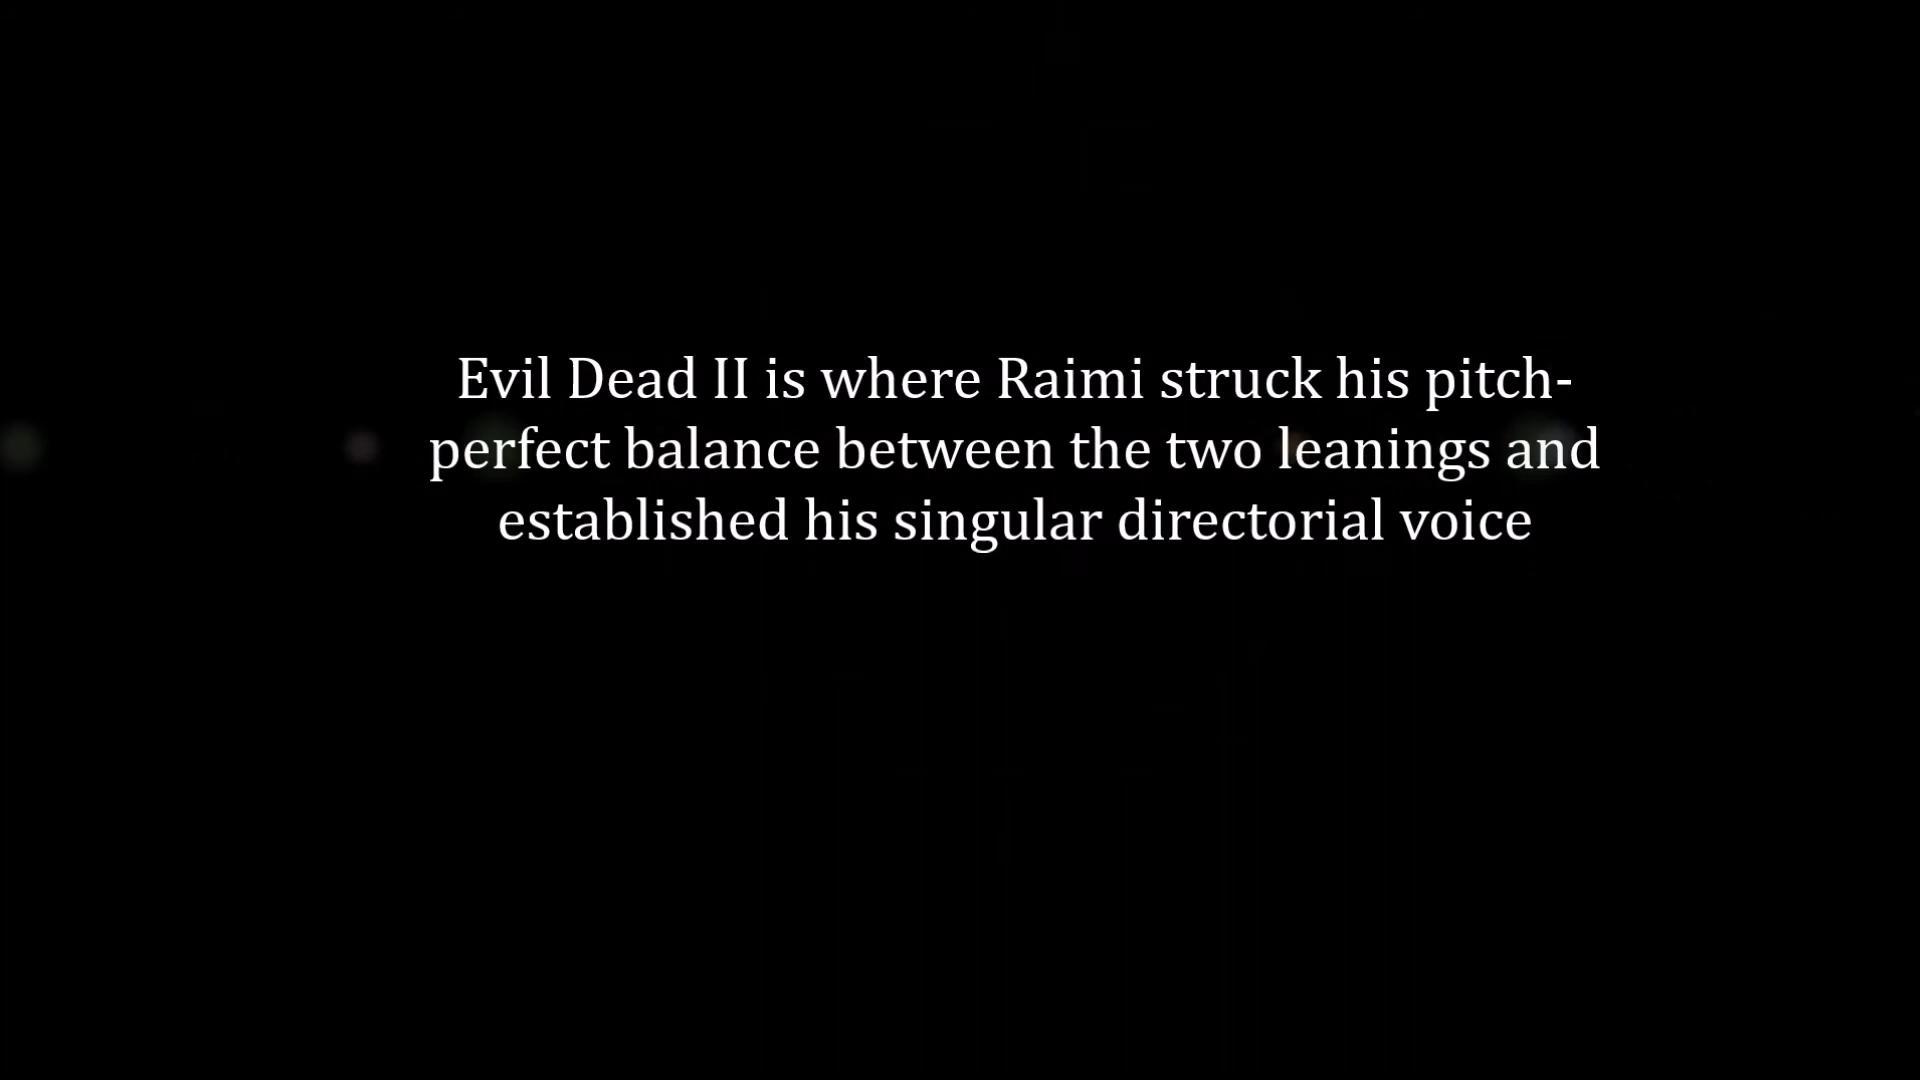 Evil Dead II is where Raimi struck his pitch-
perfect balance between the two leanings and
established his singular directorial voice